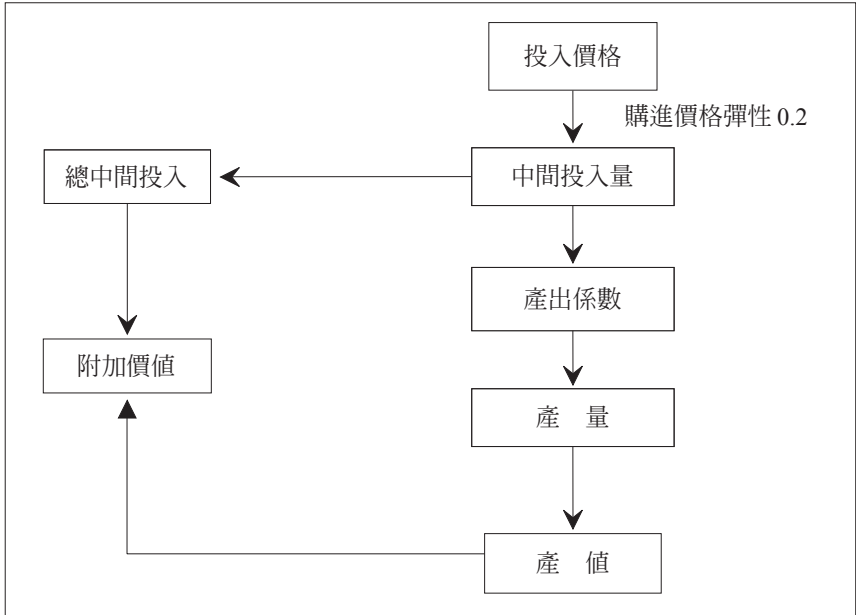 投入價格
購進價格彈性 0.2
總中間投入
中間投入量
產出係數
附加價值
產　量
產　值